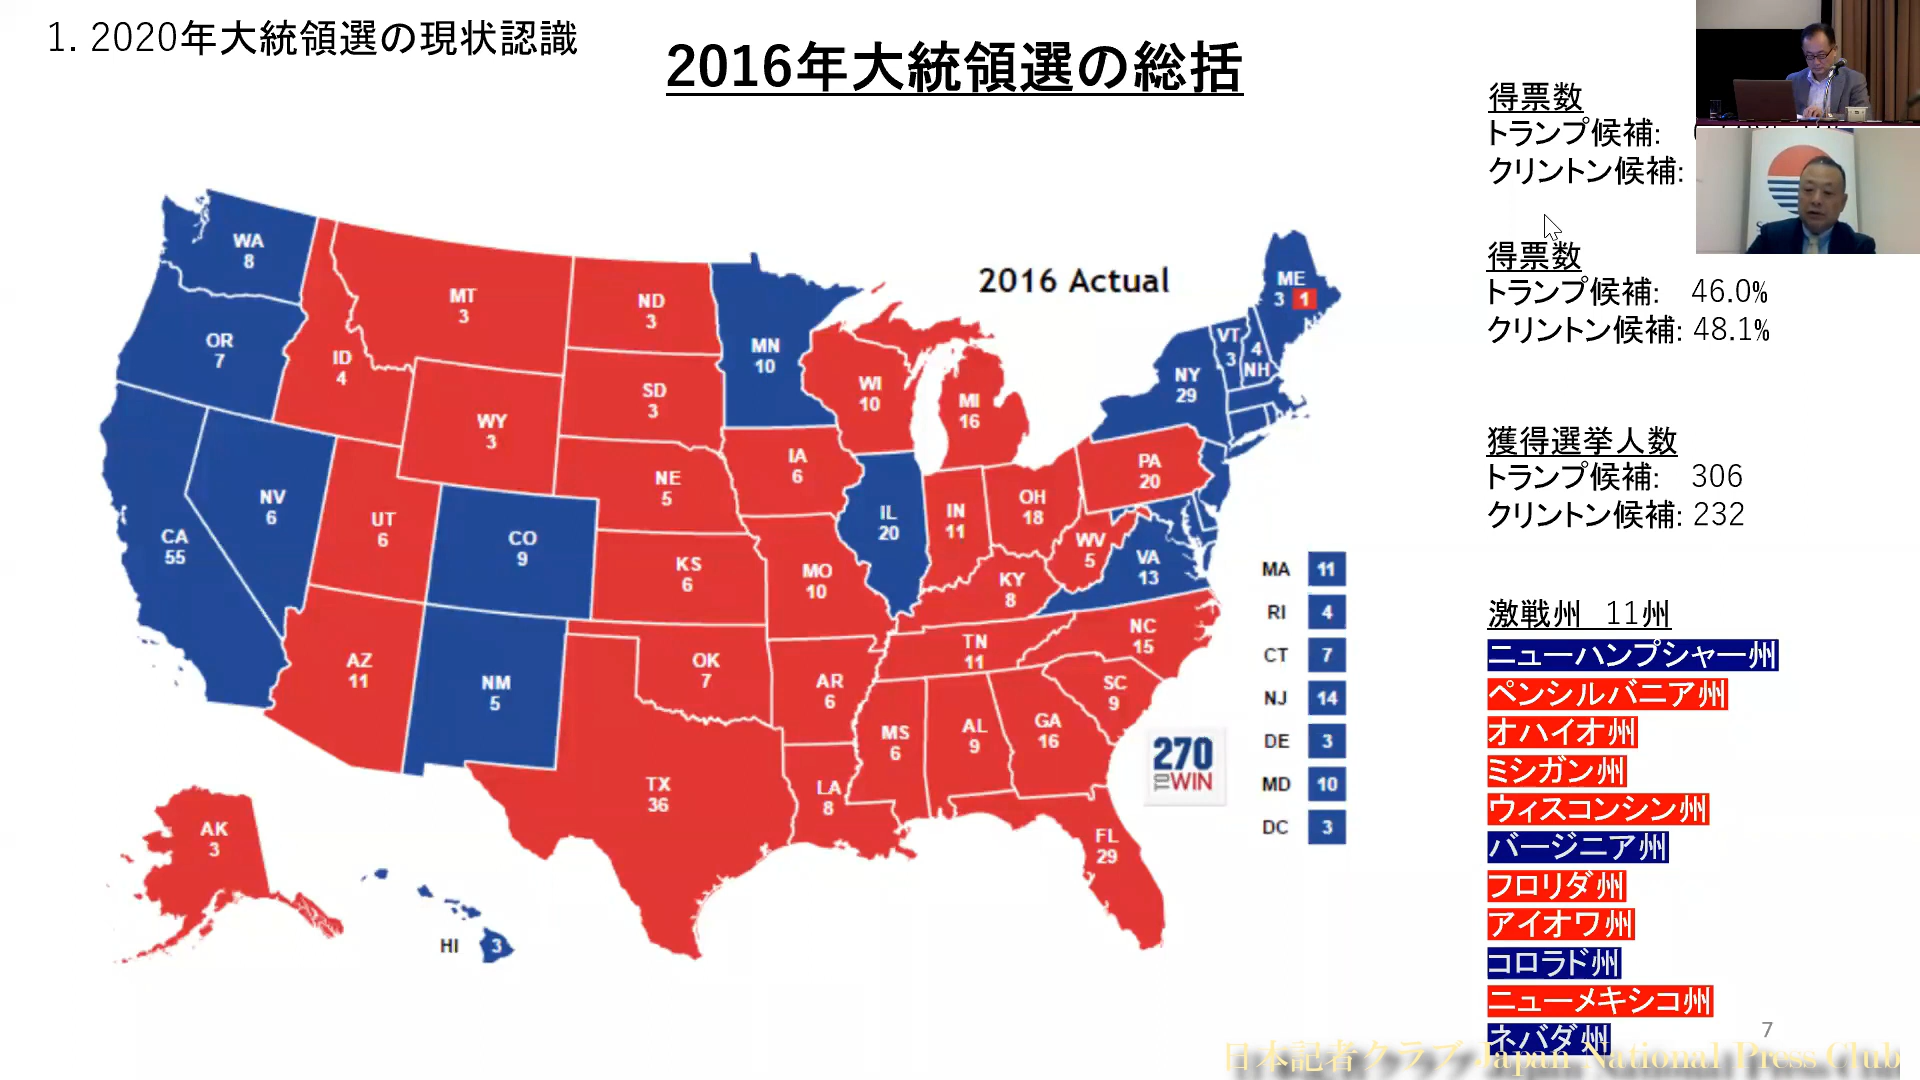 1. 2020年大統領選の現状認識
2016年大統領選の総括
2016 Actual
WA
8
OR
7
CA
55
NV
6
ID
4
MT
3
WY
3
UT
6
AZ
11
CO
9
NM
5
ND
3
SD
3
NE
5
KS
6
OK
7
TX
36
MN
10
IA
6
MO
10
AR
6
LA
8
WI
10
IL
20
MI
16
IN
11
OH
18
KY
8
TN
11
MS
6
AL
9
GA
16
FL
29
SC
9
NC
15
VA
13
WV
5
PA
20
NY
29
VT
3
4
NH
ME
3 1
AK
3
HI 3
MA 11
RI 4
CT 7
NJ 14
DE 3
MD 10
DC 3
270
TO WIN
得票数
トランプ候補:
クリントン候補:
得票数
トランプ候補: 46.0%
クリントン候補: 48.1%
獲得選挙人数
トランプ候補: 306
クリントン候補: 232
激戦州 11州
ニューハンプシャー州
ペンシルバニア州
オハイオ州
ミシガン州
ウィスコンシン州
バージニア州
フロリダ州
アイオワ州
コロラド州
ニューメキシコ州
ネバダ州
7
日本記者クラブ Japan National Press Club